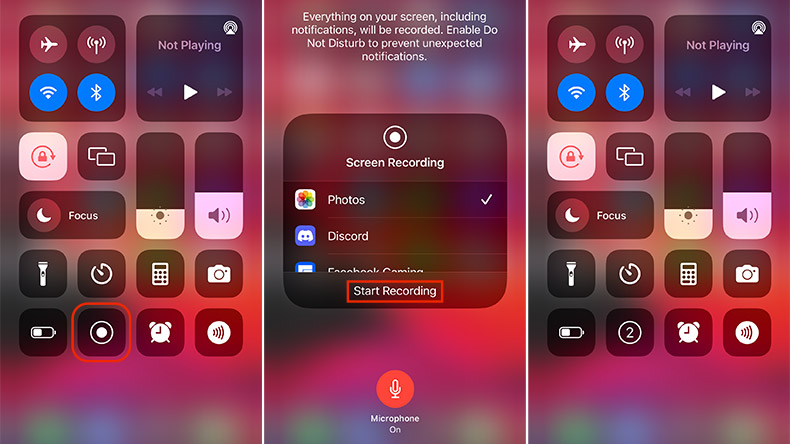 Not Playing
Focus
Everything on your screen, including
notifications, will be recorded. Enable Do
Not Disturb to prevent unexpected
notifications.
Screen Recording
Photos
Discord
Facebook Gaming
Start Recording
Microphone
On
Not Playing
Focus
2